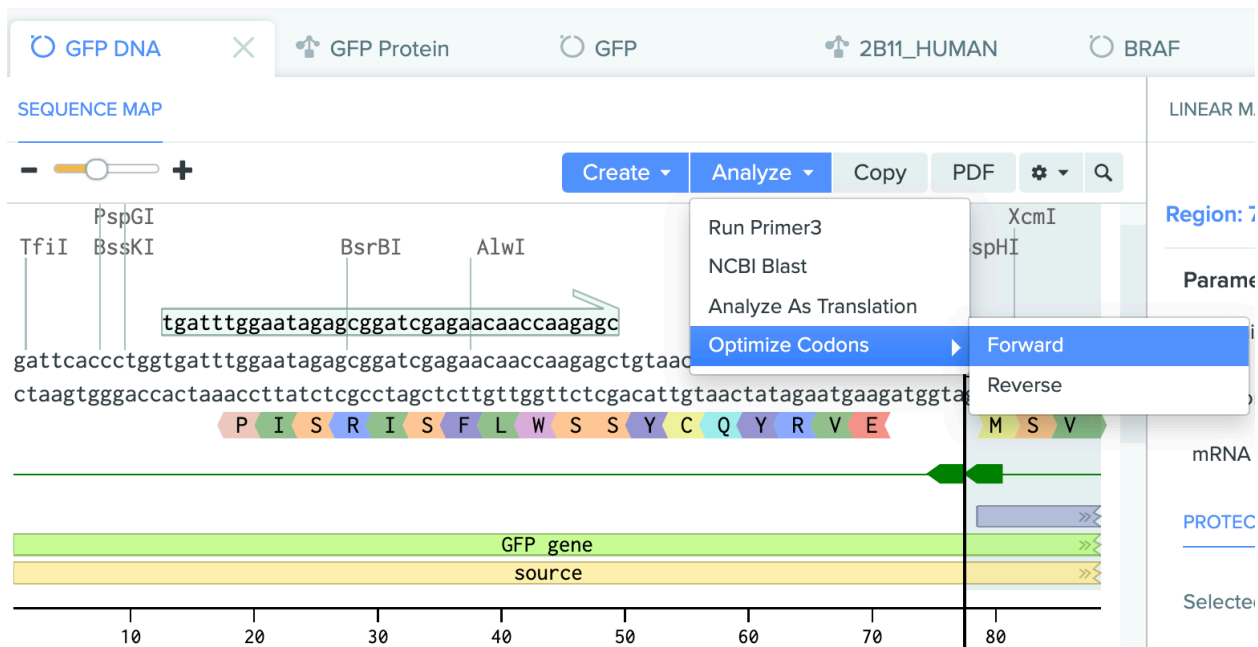 GFP DNA
GFP Protein
GFP
2B11_HUMAN
BRAF
SEQUENCE MAP
LINEAR MA
Create
Analyze
Copy
PDF
Run Primer3
NCBI Blast
Analyze As Translation
Optimize Codons
Forward
Reverse
PspGI
XcmI
TfiI
BssKI
BsrBI
AlwI
spHI
Region: 7
Parame
tgatttggaatagagcggatcgagaacaaccaagagc
gattcaccctggtgatttggaatagagcggatcgagaacaaccaagagctgtaac
ctaagtgggaccactaaaccttatctcgcctagctcttgttggttctcgacattgtaactatagaatgaagatggta
P I S R I S F L W S S Y C Q Y R V E M S V
mRNA
PROTEC
GFP gene
source
Selected
10 20 30 40 50 60 70 80